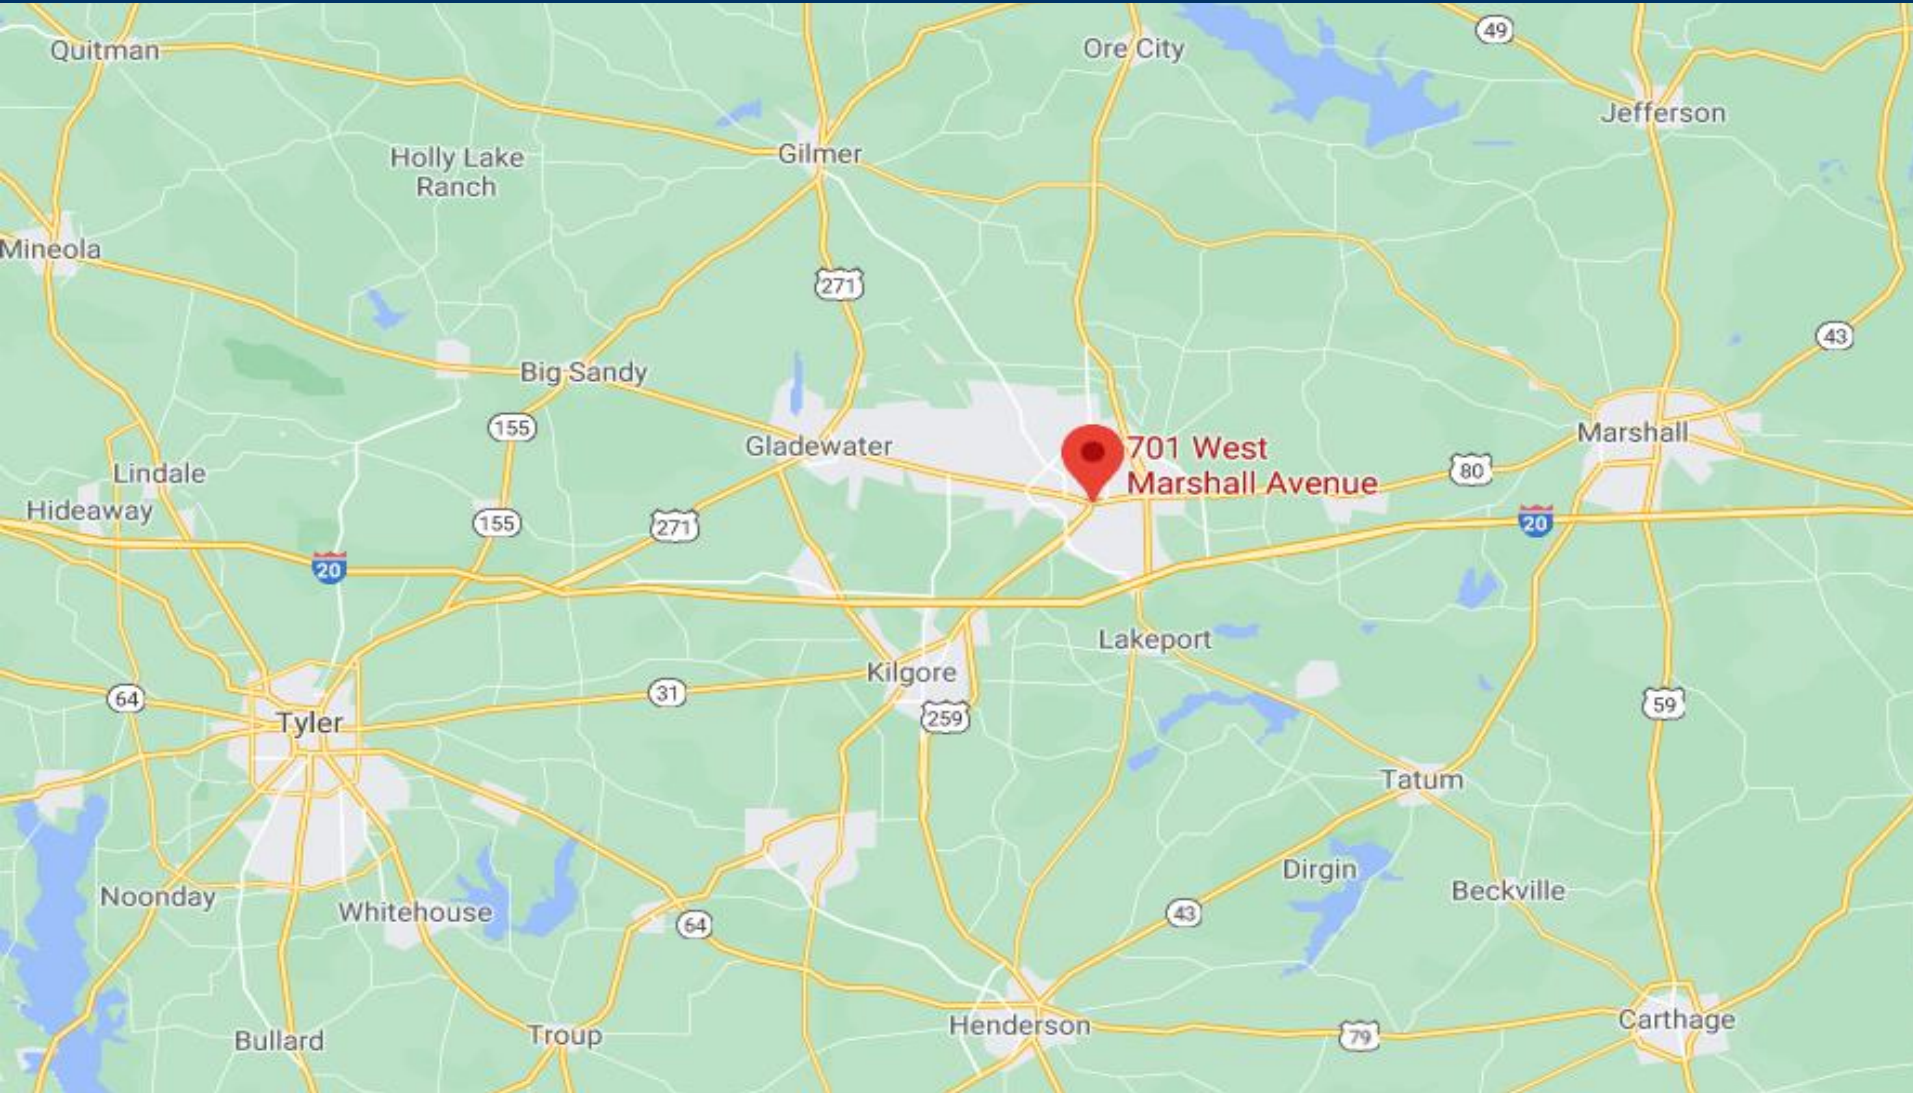 49
Quitman
Ore City
Jefferson
Gilmer
Holly Lake
Ranch
Mineola
271
43
Big Sandy
155
Gladewater
Marshall
701 West
Marshall Avenue
80
Lindale
Hideaway
155
271
20
20
Lakeport
Kilgore
64
31
259
59
Tyler
Tatum
Dirgin
Beckville
Noonday
Whitehouse
64
43
Carthage
Henderson
Troup
79
Bullard